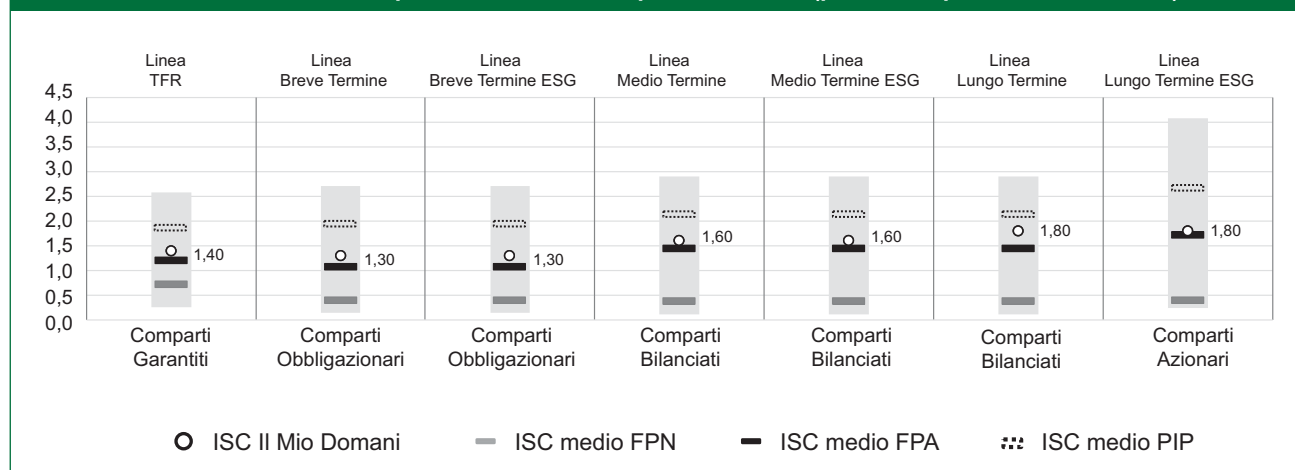 Linea
TFR
Linea
Breve Termine
Linea
Breve Termine ESG
Linea
Medio Termine
Linea
Medio Termine ESG
Linea
Lungo Termine
Linea
Lungo Termine ESG
4,5
4,0
3,5
3,0
2,5
2,0
1,5
1,0
0,5
0,0
1,40
1,30
1,30
1,60
1,60
1,80
1,80
Comparti
Garantiti
Comparti
Obbligazionari
Comparti
Obbligazionari
Comparti
Bilanciati
Comparti
Bilanciati
Comparti
Bilanciati
Comparti
Azionari
ISC Il Mio Domani
ISC medio FPN
ISC medio FPA
ISC medio PIP